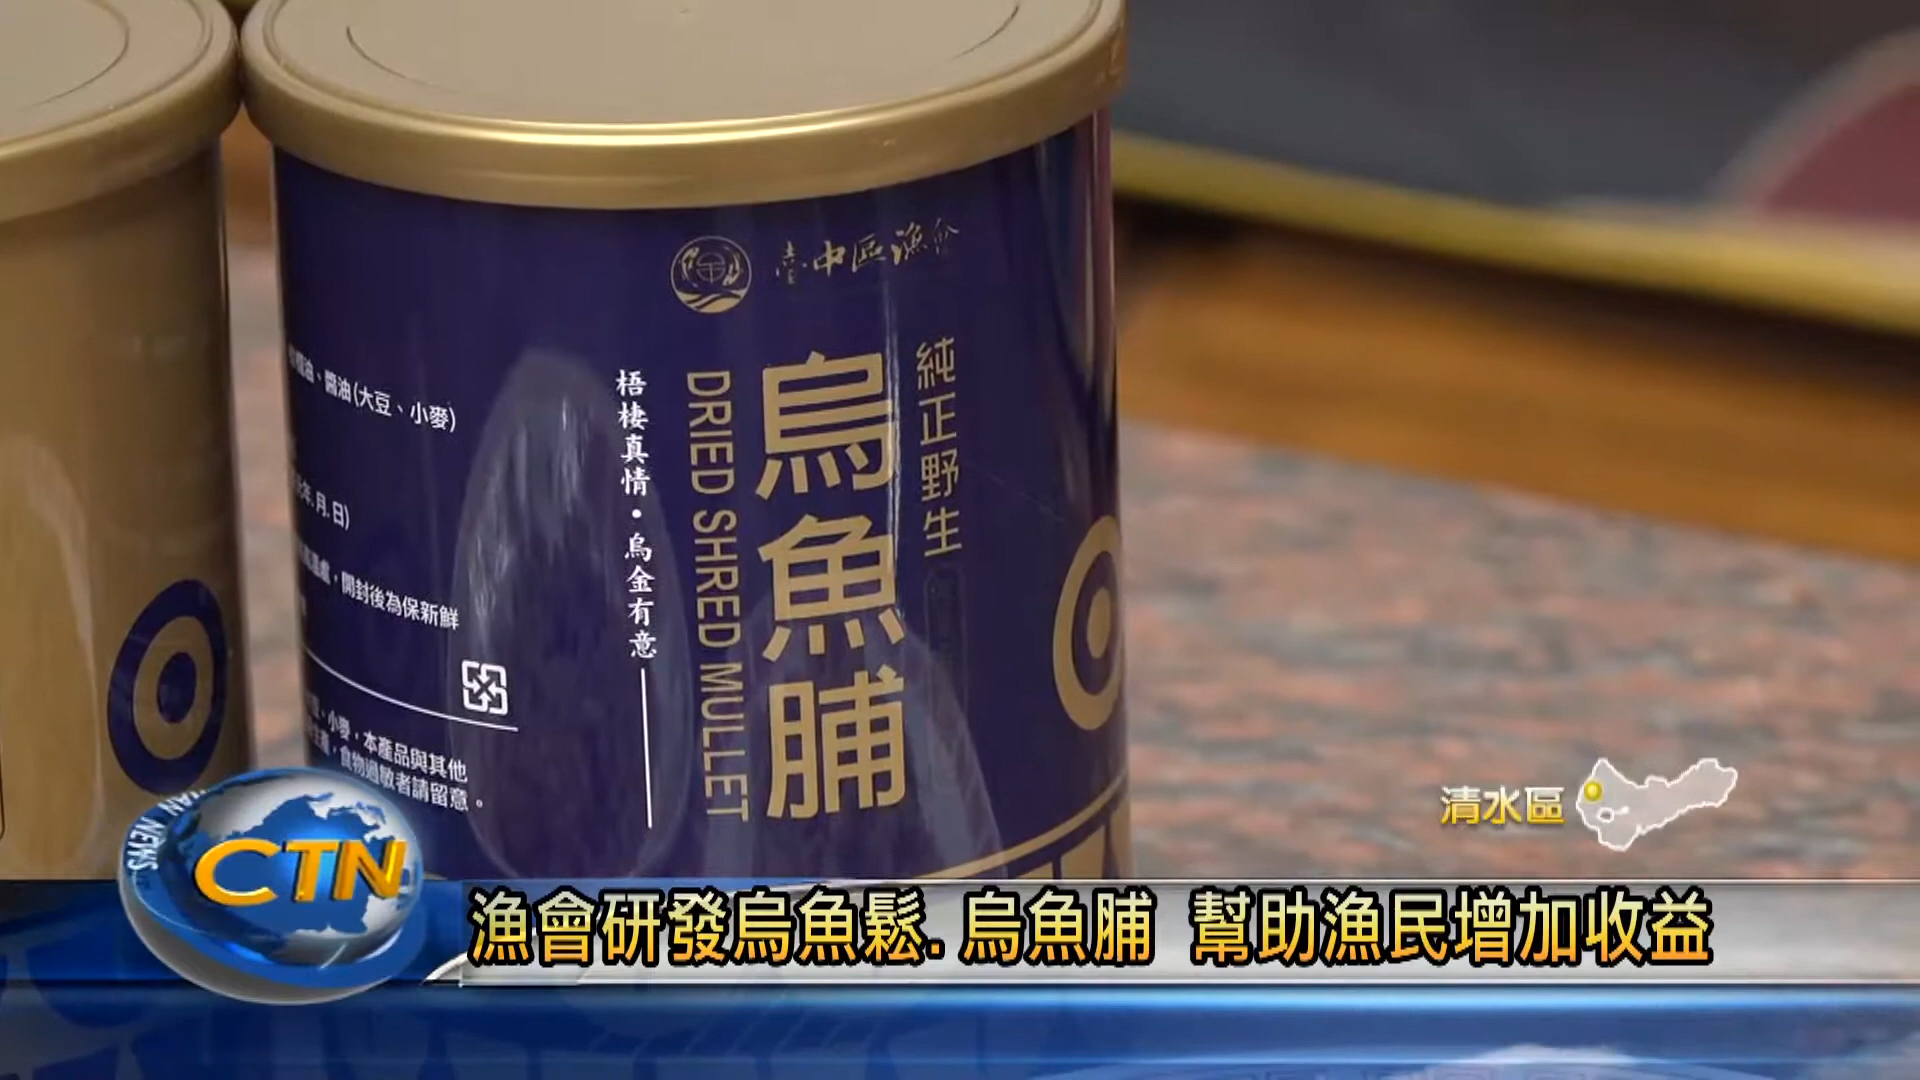 臺中區漁會
純正野生
烏魚脯
DRIED SHRED MULLET
梧棲真情・烏金有意
醬油(大豆、小麥)
年.月.日)
處，開封後為保新鮮
小麥，本產品與其他
食物過敏者請留意。
清水區
NEWS
CTN
漁會研發烏魚鬆.烏魚脯 幫助漁民增加收益